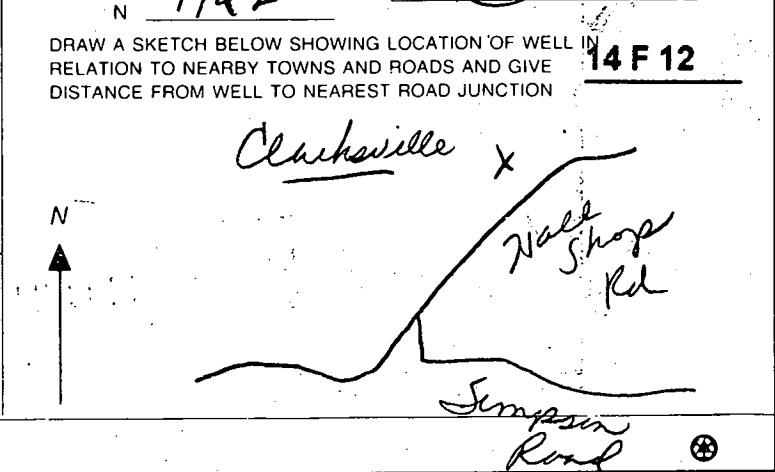 N
DRAW A SKETCH BELOW SHOWING LOCATION OF WELL IN
RELATION TO NEARBY TOWNS AND ROADS AND GIVE
DISTANCE FROM WELL TO NEAREST ROAD JUNCTION
14 F 12
Clarksville
X
N
Hall
Shop
Rd
Simpson
Road